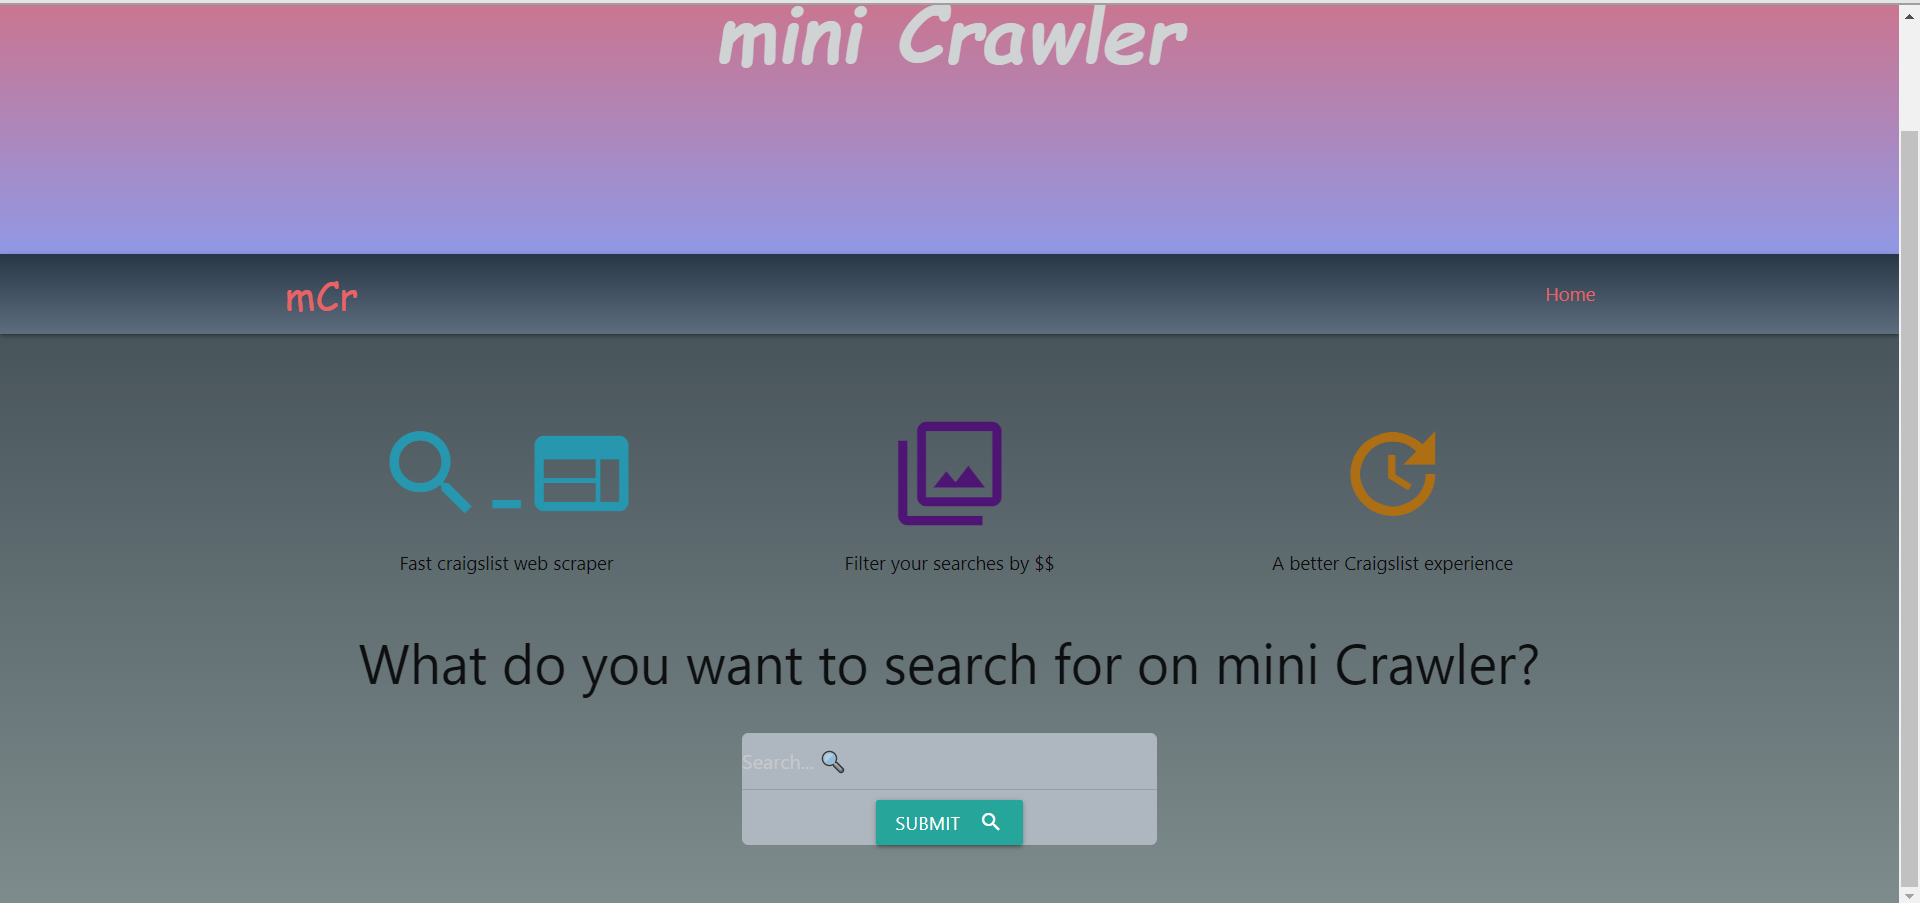 mini Crawler
mCr
Home
Fast craigslist web scraper
Filter your searches by $$
A better Craigslist experience
What do you want to search for on mini Crawler?
Search... 🔍
SUBMIT